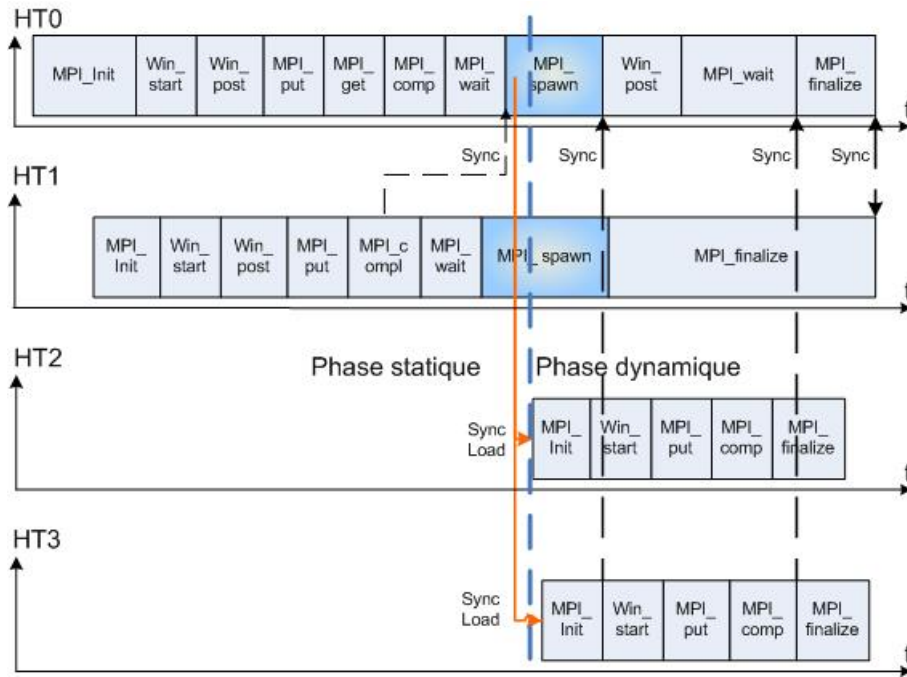 HT0
MPI_Init
Win_
start
Win_
post
MPI_
put
MPI_
get
MPI_
comp
MPI_
wait
MPI_
spawn
Win_
post
MPI_wait
MPI_
finalize
t
Sync
Sync
Sync
Sync
HT1
MPI_
Init
Win_
start
Win_
post
MPI_
put
MPI_c
ompl
MPI_
wait
MPI_ spawn
MPI_finalize
t
Phase statique
Phase dynamique
HT2
Sync
Load
MPI_
Init
Win_
start
MPI_
put
MPI_
comp
MPI_
finalize
t
HT3
Sync
Load
MPI_
Init
Win_
start
MPI_
put
MPI_
comp
MPI_
finalize
t